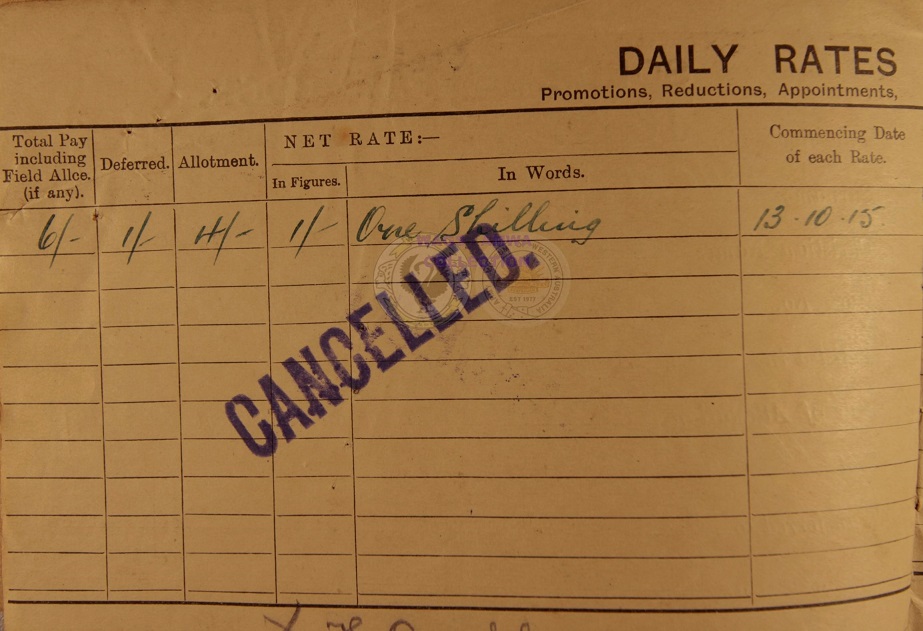 DAILY RATES
Promotions, Reductions, Appointments,
Total Pay including Field Allce. (if any).
Deferred.
Allotment.
NET RATE:—
In Figures.
In Words.
Commencing Date of each Rate.
6/- 1/- 4/- 1/- One Shilling 13·10·15
CANCELLED.